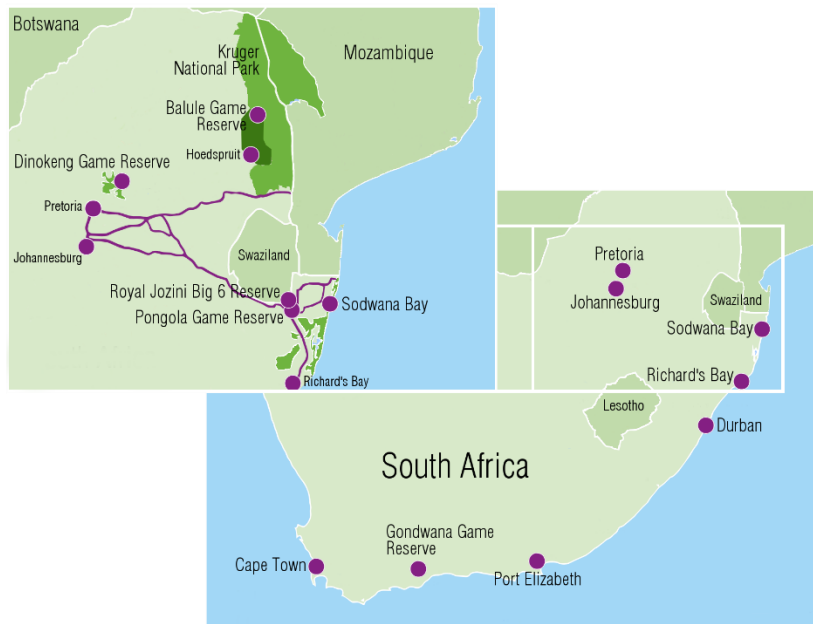 Botswana
Kruger
National Park
Mozambique
Balule Game
Reserve
Hoedspruit
Dinokeng Game Reserve
Pretoria
Johannesburg
Swaziland
Royal Jozini Big 6 Reserve
Pongola Game Reserve
Sodwana Bay
Richard's Bay
Pretoria
Johannesburg
Swaziland
Sodwana Bay
Richard's Bay
Lesotho
Durban
South Africa
Gondwana Game
Reserve
Cape Town
Port Elizabeth